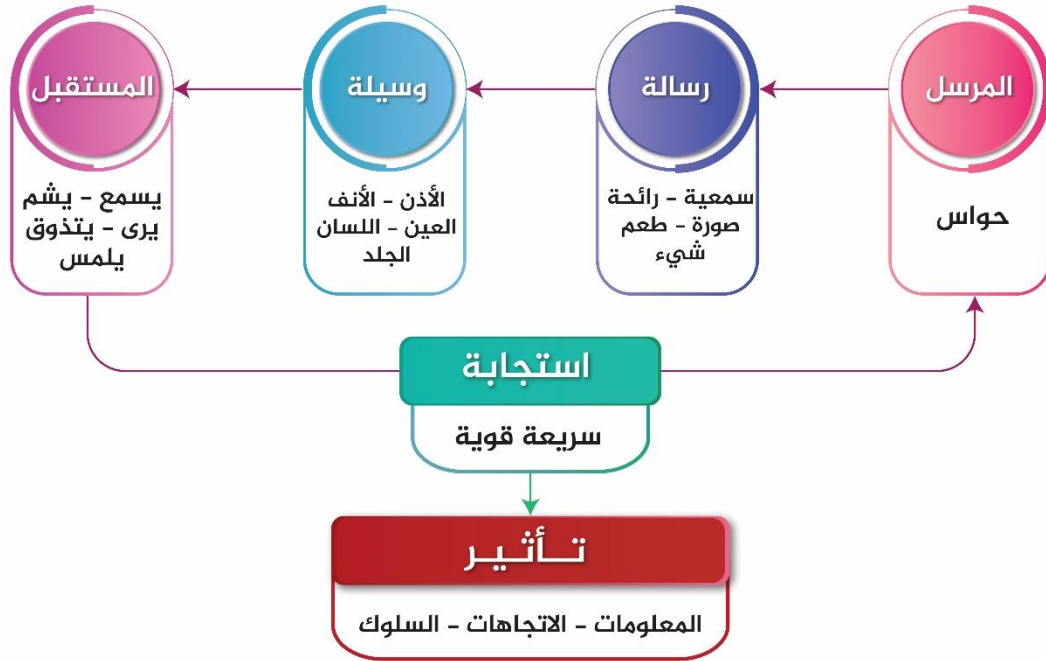 المرسل
حواس
رسالة
سمعية - رائحة
صورة - طعم
شيء
وسيلة
الأذن - الأنف
العين - اللسان
الجلد
المستقبل
يسمع - يشم
يرى - يتذوق
يلمس
استجابة
سريعة قوية
تــأثــيــر
المعلومات - الاتجاهات - السلوك